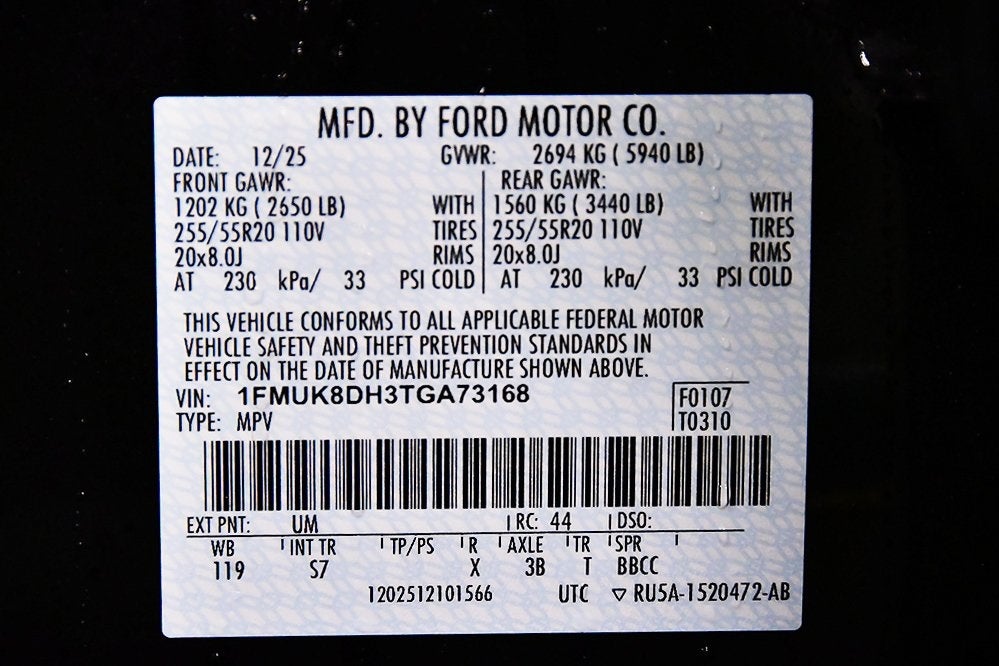 MFD. BY FORD MOTOR CO.
DATE: 12/25 GVWR: 2694 KG ( 5940 LB)
FRONT GAWR: REAR GAWR:
1202 KG ( 2650 LB) WITH 1560 KG ( 3440 LB) WITH
255/55R20 110V TIRES 255/55R20 110V TIRES
20x8.0J RIMS 20x8.0J RIMS
AT 230 kPa/ 33 PSI COLD AT 230 kPa/ 33 PSI COLD
THIS VEHICLE CONFORMS TO ALL APPLICABLE FEDERAL MOTOR
VEHICLE SAFETY AND THEFT PREVENTION STANDARDS IN
EFFECT ON THE DATE OF MANUFACTURE SHOWN ABOVE.
VIN: 1FMUK8DH3TGA73168 F0107
TYPE: MPV T0310
EXT PNT: UM RC: 44 DSO:
WB INT TR TP/PS R AXLE TR SPR
119 S7 X 3B T BBCC
1202512101566 UTC ▽ RU5A-1520472-AB